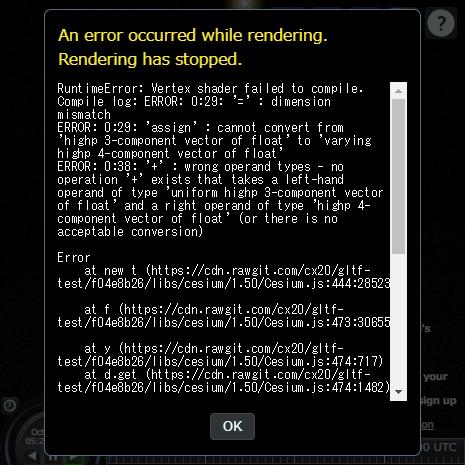 An error occurred while rendering.
Rendering has stopped.
?
RuntimeError: Vertex shader failed to compile.
Compile log: ERROR: 0:29: '=' : dimension
mismatch
ERROR: 0:29: 'assign' : cannot convert from
'highp 3-component vector of float' to 'varying
highp 4-component vector of float'
ERROR: 0:38: '+' : wrong operand types - no
operation '+' exists that takes a left-hand
operand of type 'uniform highp 3-component vector
of float' and a right operand of type 'highp 4-
component vector of float' (or there is no
acceptable conversion)
Error
at new t (https://cdn.rawgit.com/cx20/gltf-
test/f04e8b26/libs/cesium/1.50/Cesium.js:444:28523
at f (https://cdn.rawgit.com/cx20/gltf-
test/f04e8b26/libs/cesium/1.50/Cesium.js:473:30655
at y (https://cdn.rawgit.com/cx20/gltf-
test/f04e8b26/libs/cesium/1.50/Cesium.js:474:717)
at d.get (https://cdn.rawgit.com/cx20/gltf-
test/f04e8b26/libs/cesium/1.50/Cesium.js:474:1482)
's
your
sign up
on
Oct
05:2
00 UTC
OK